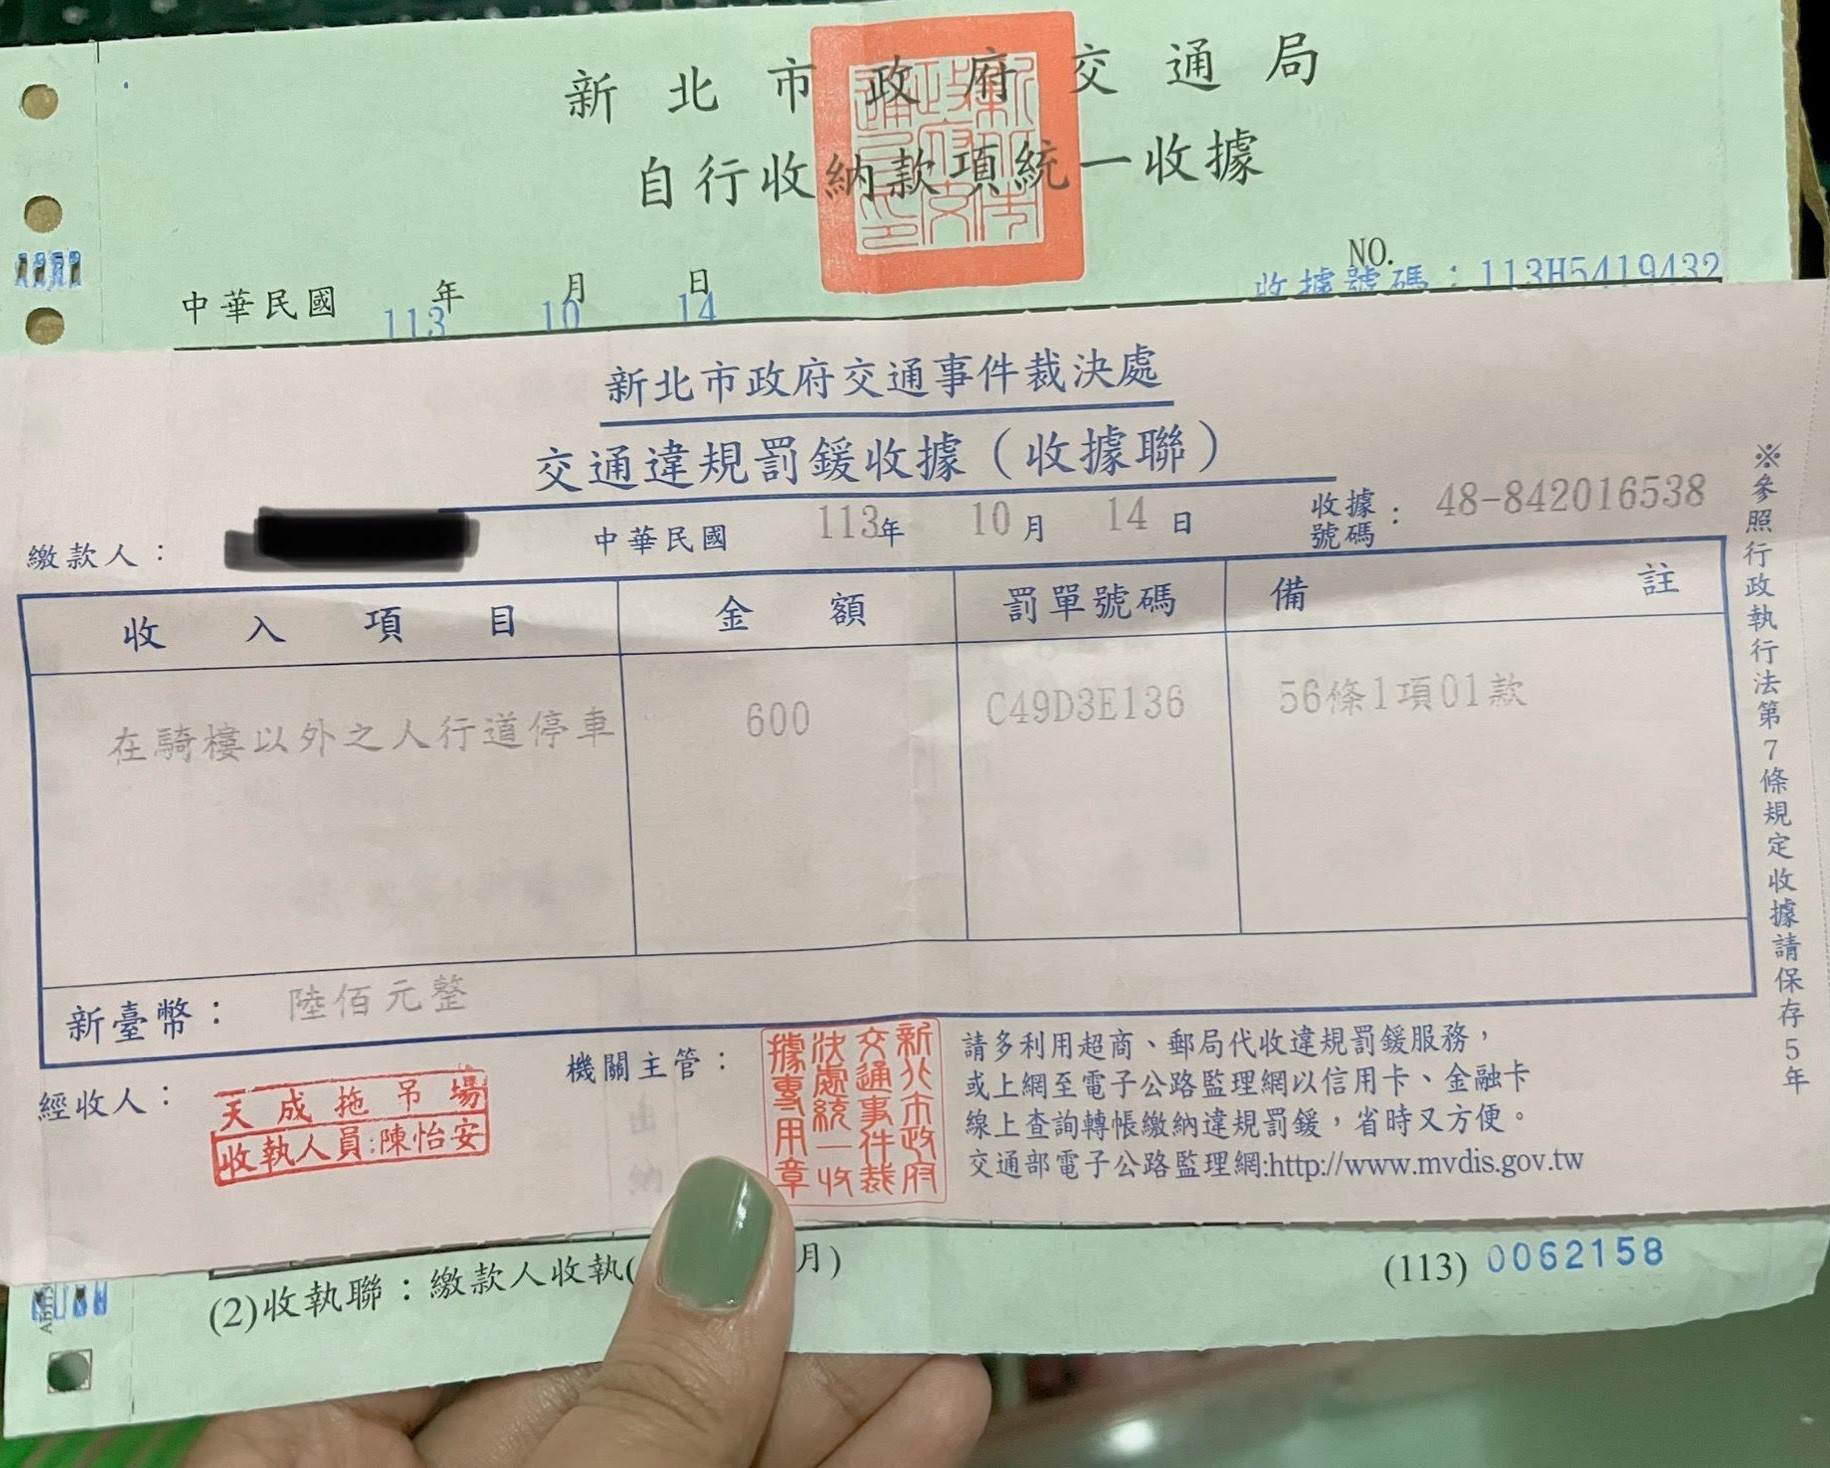 新北市政府交通局
自行收納款項統一收據
NO.
收據號碼：113H5419432
中華民國 113年 10月 14日
新北市政府交通事件裁決處
交通違規罰鍰收據（收據聯）
繳款人：
中華民國 113年 10月 14日
收據號碼：48-842016538
收入項目 金額 罰單號碼 備註
在騎樓以外之人行道停車 600 C49D3E136 56條1項01款
新臺幣：陸佰元整
※參照行政執行法第7條規定收據請保存5年
經收人：
天成拖吊場
收執人員:陳怡安
機關主管：
新北市政府
交通事件裁
決處統一收
據專用章
請多利用超商、郵局代收違規罰鍰服務，
或上網至電子公路監理網以信用卡、金融卡
線上查詢轉帳繳納違規罰鍰，省時又方便。
交通部電子公路監理網:http://www.mvdis.gov.tw
(2)收執聯：繳款人收執(
月)
(113) 0062158